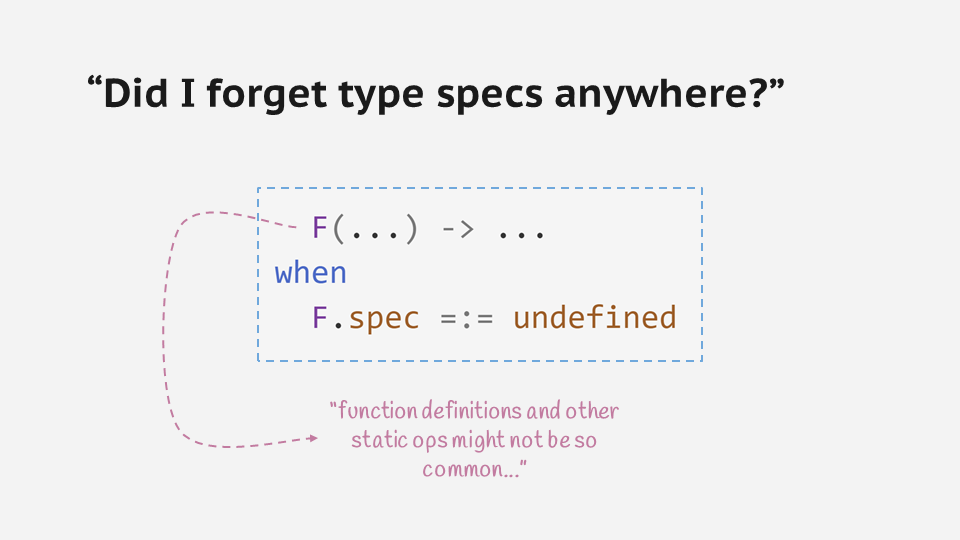 “Did I forget type specs anywhere?”
F(...) -> ...
when
F.spec =:= undefined
"function definitions and other
static ops might not be so
common..."